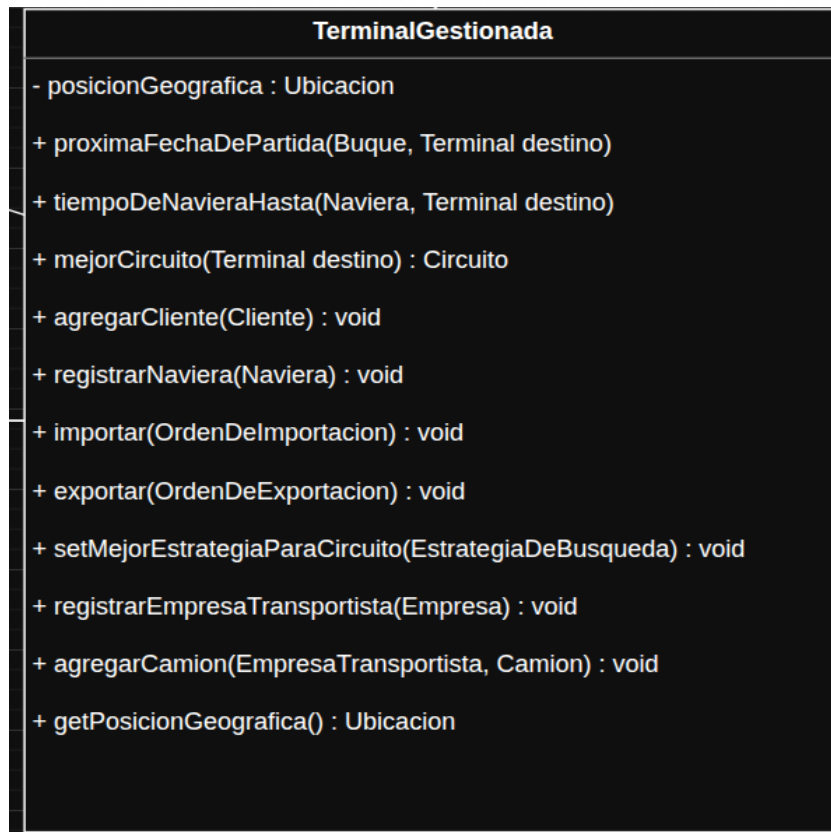 TerminalGestionada
- posicionGeografica : Ubicacion
+ proximaFechaDePartida(Buque, Terminal destino)
+ tiempoDeNavieraHasta(Naviera, Terminal destino)
+ mejorCircuito(Terminal destino) : Circuito
+ agregarCliente(Cliente) : void
+ registrarNaviera(Naviera) : void
+ importar(OrdenDeImportacion) : void
+ exportar(OrdenDeExportacion) : void
+ setMejorEstrategiaParaCircuito(EstrategiaDeBusqueda) : void
+ registrarEmpresaTransportista(Empresa) : void
+ agregarCamion(EmpresaTransportista, Camion) : void
+ getPosicionGeografica() : Ubicacion